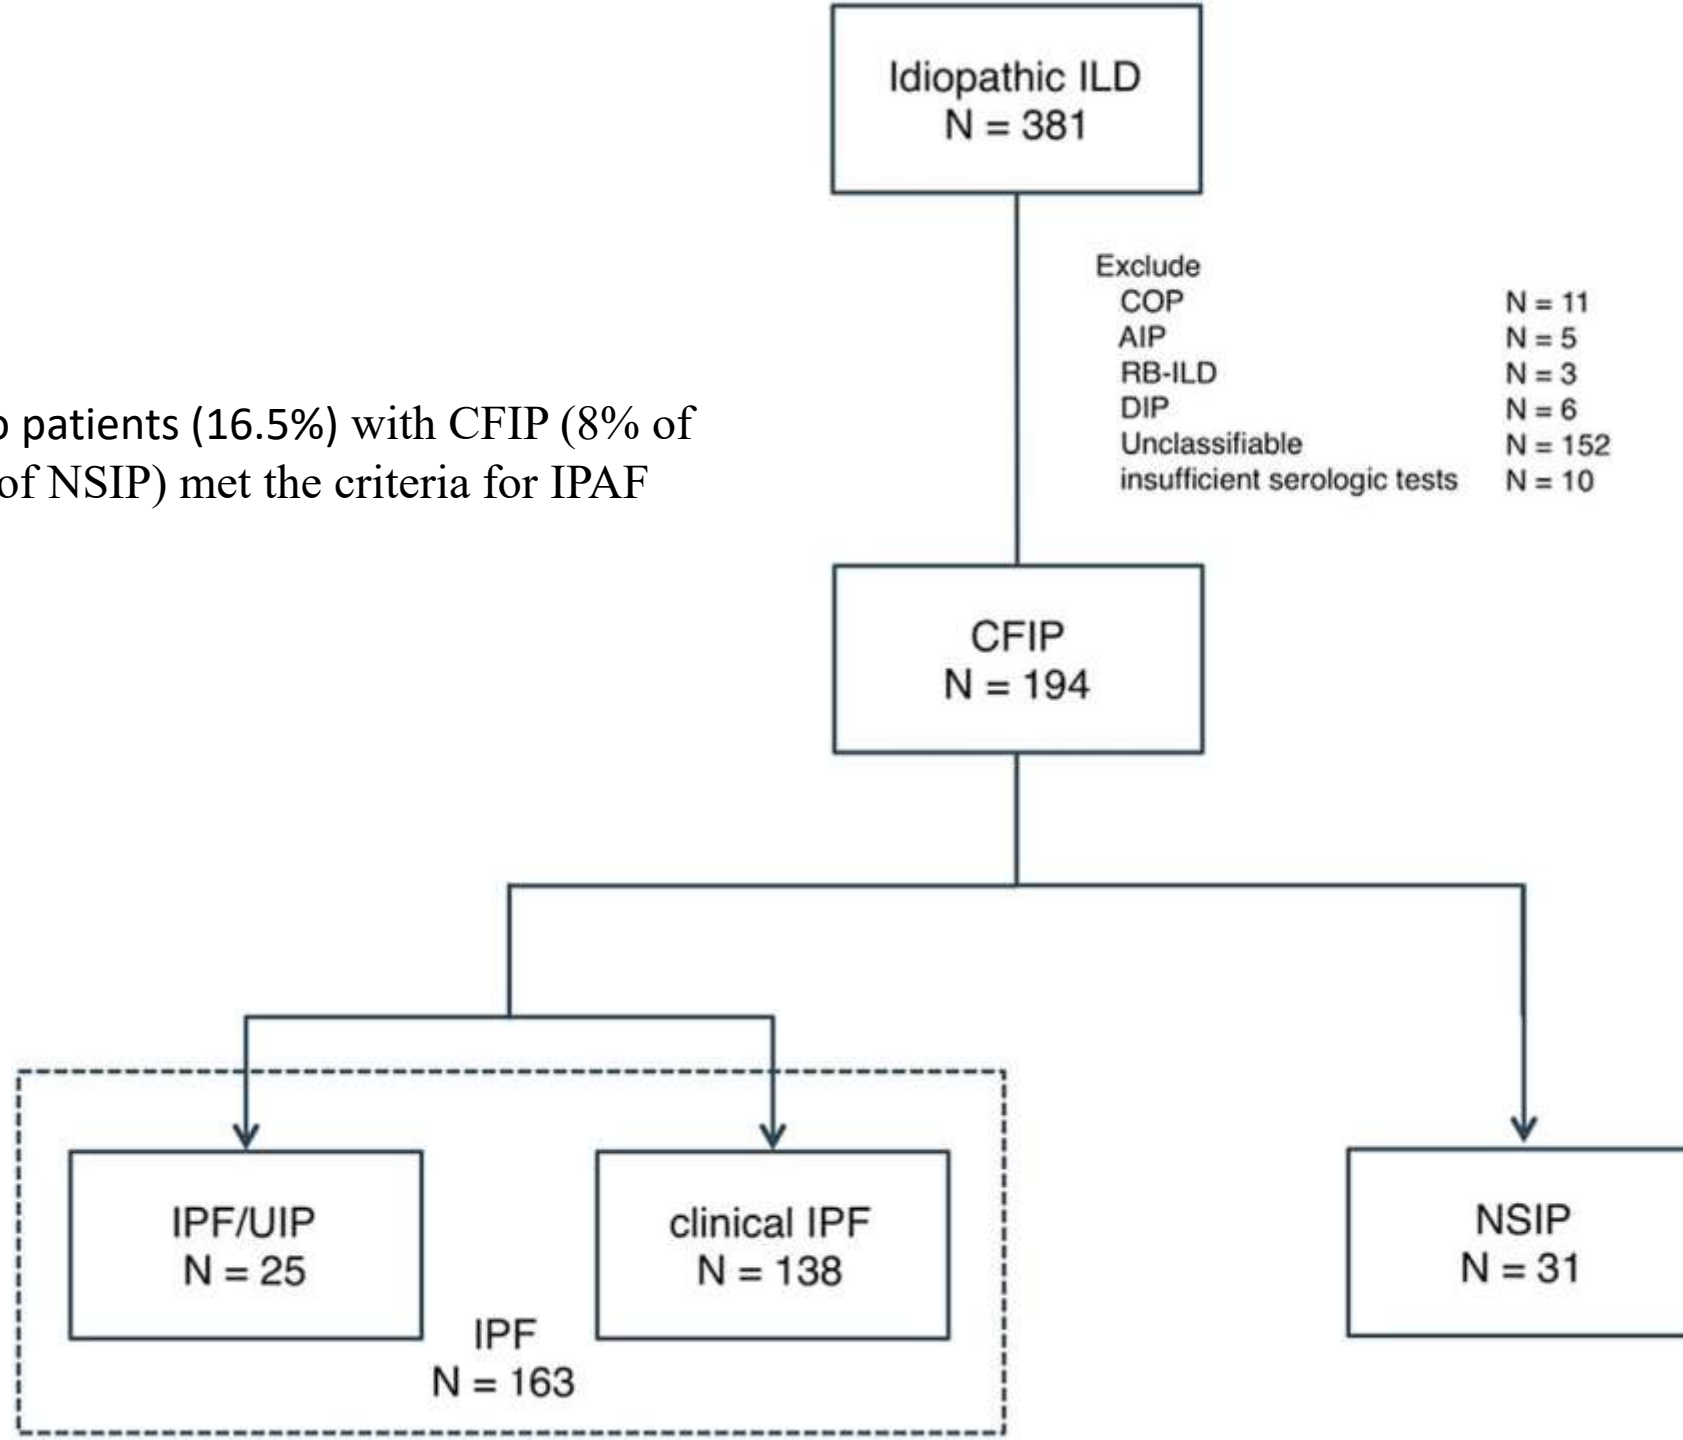 Idiopathic ILD
N = 381
Exclude
COP N = 11
AIP N = 5
RB-ILD N = 3
DIP N = 6
Unclassifiable N = 152
insufficient serologic tests N = 10
patients (16.5%) with CFIP (8% of
of NSIP) met the criteria for IPAF
CFIP
N = 194
IPF/UIP
N = 25
clinical IPF
N = 138
IPF
N = 163
NSIP
N = 31